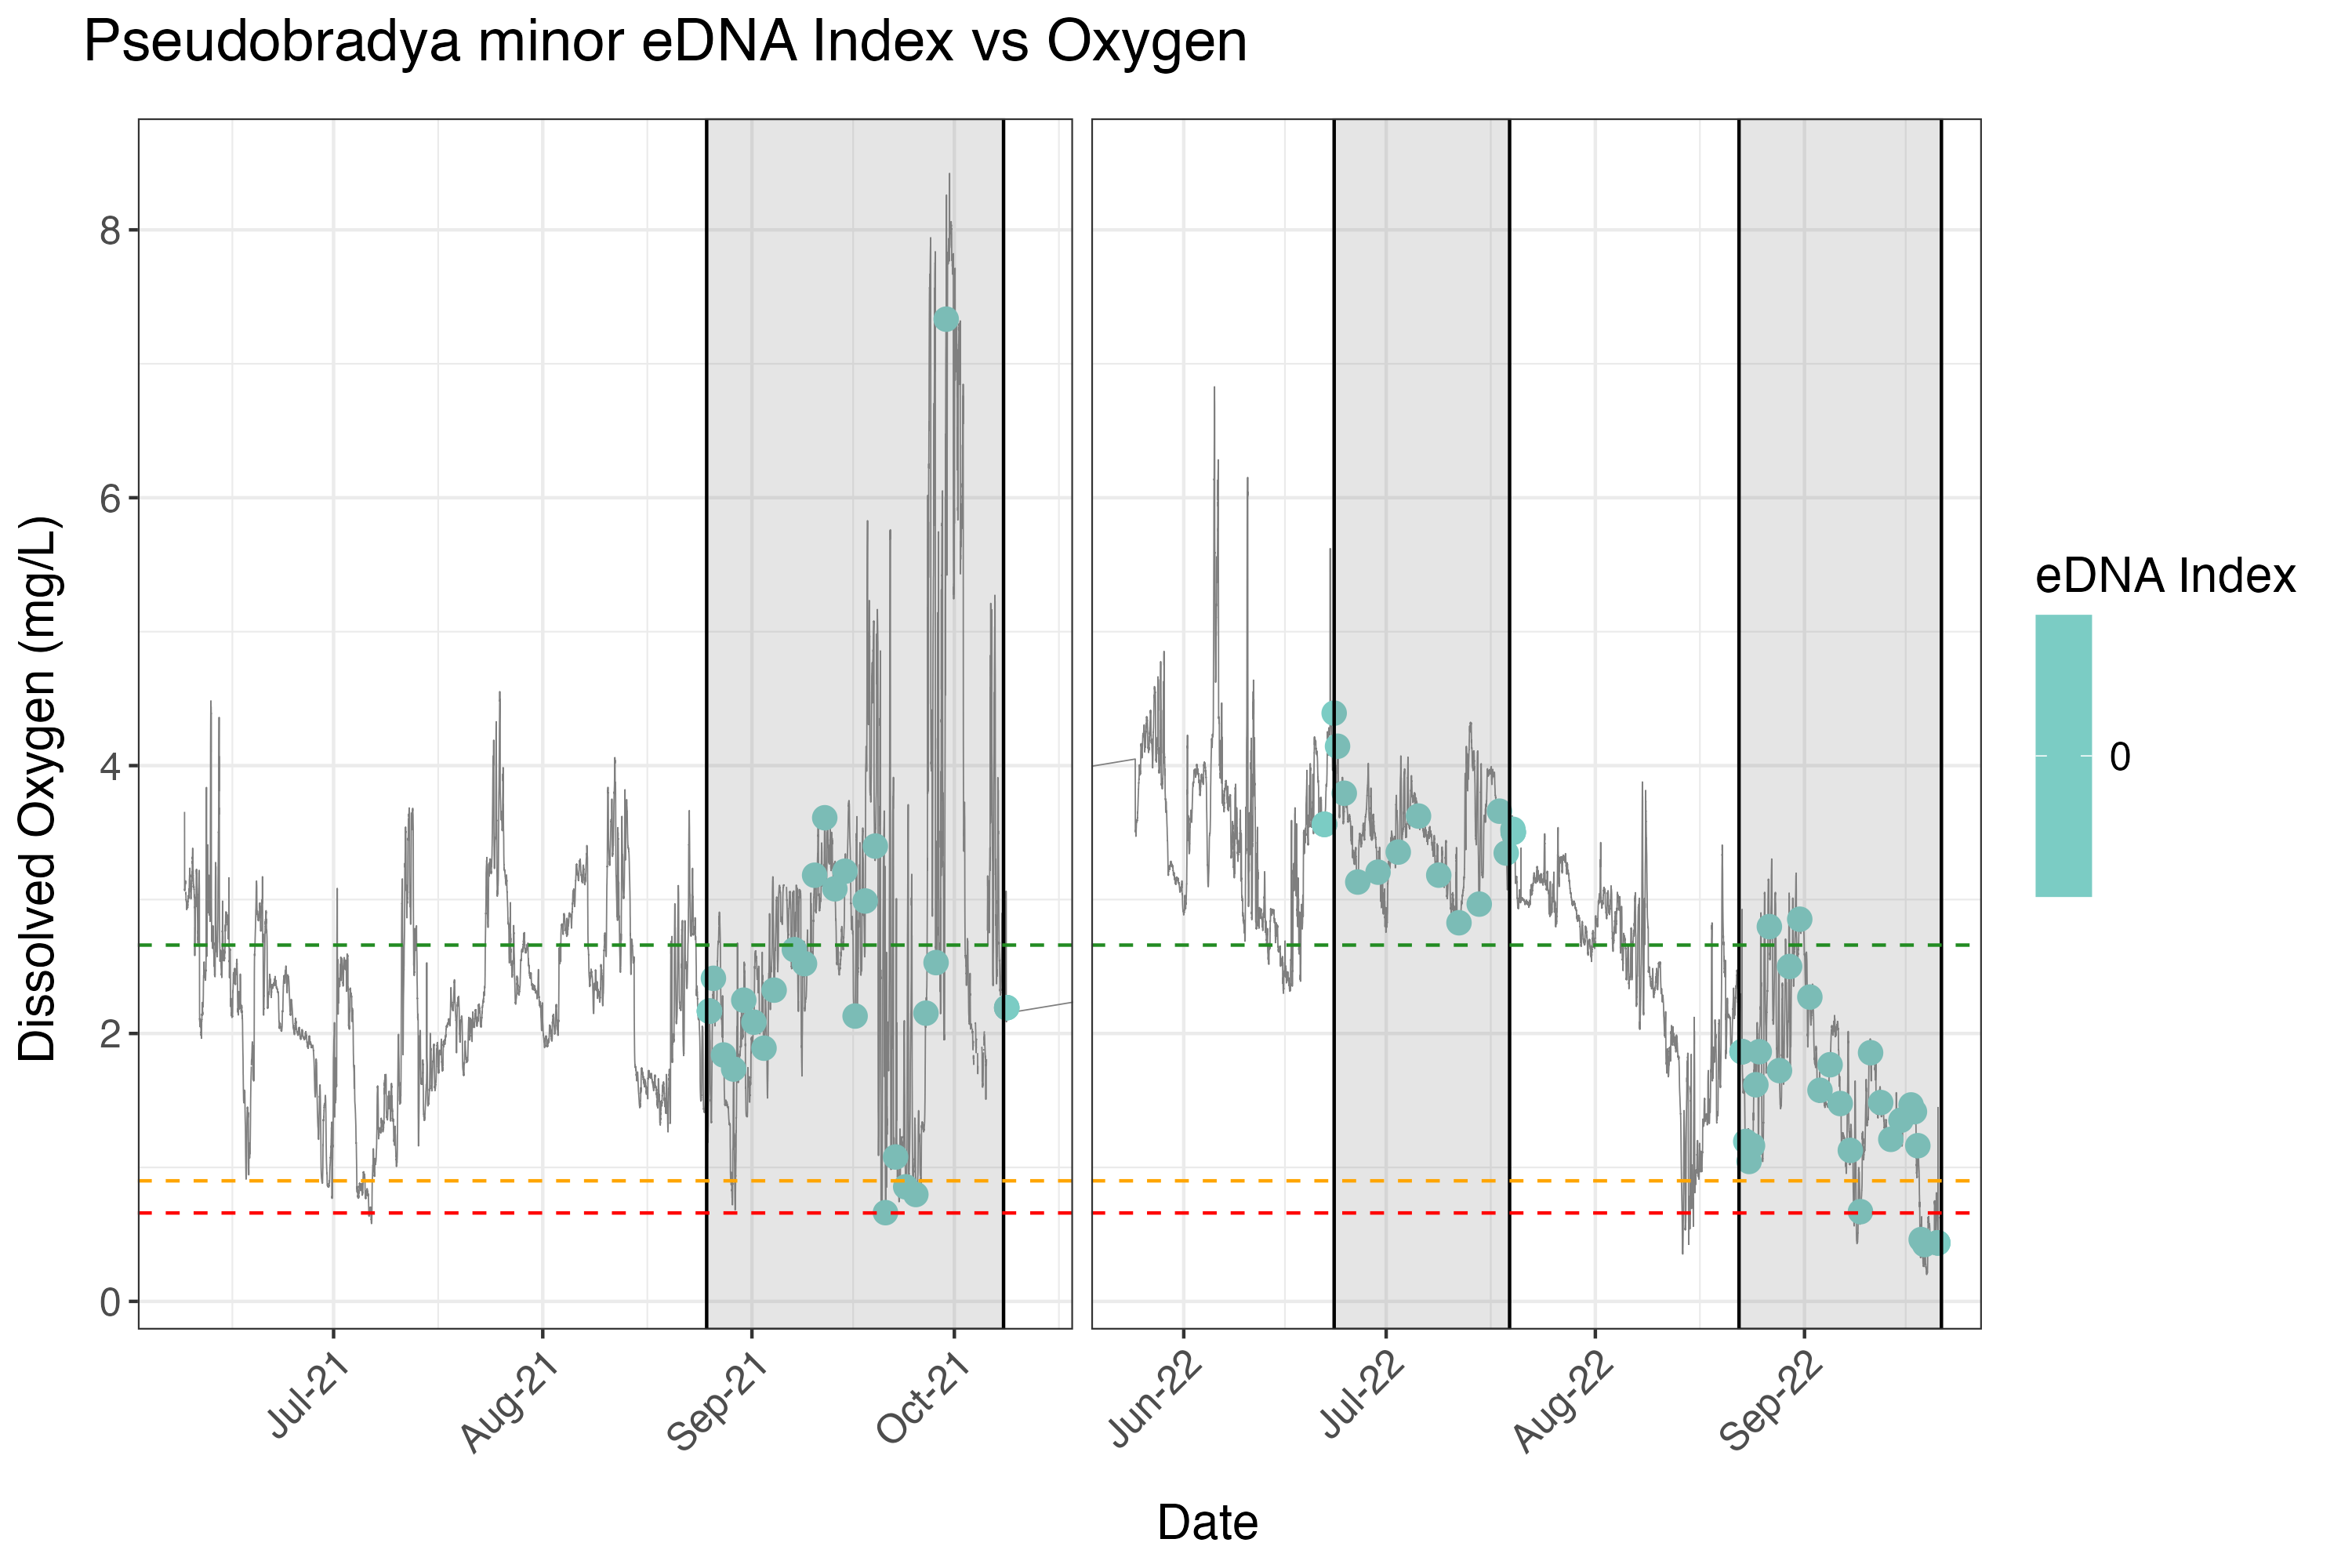 Pseudobradya minor eDNA Index vs Oxygen
Dissolved Oxygen (mg/L)
8
6
4
2
0
Jul-21
Aug-21
Sep-21
Oct-21
Jun-22
Jul-22
Aug-22
Sep-22
Date
eDNA Index
0